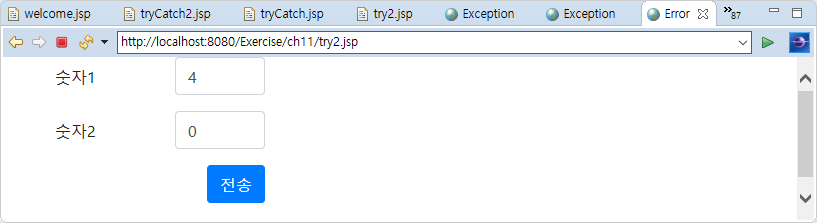 welcome.jsp tryCatch2.jsp tryCatch.jsp try2.jsp Exception Exception Error »87
http://localhost:8080/Exercise/ch11/try2.jsp
숫자1 4
숫자2 0
전송